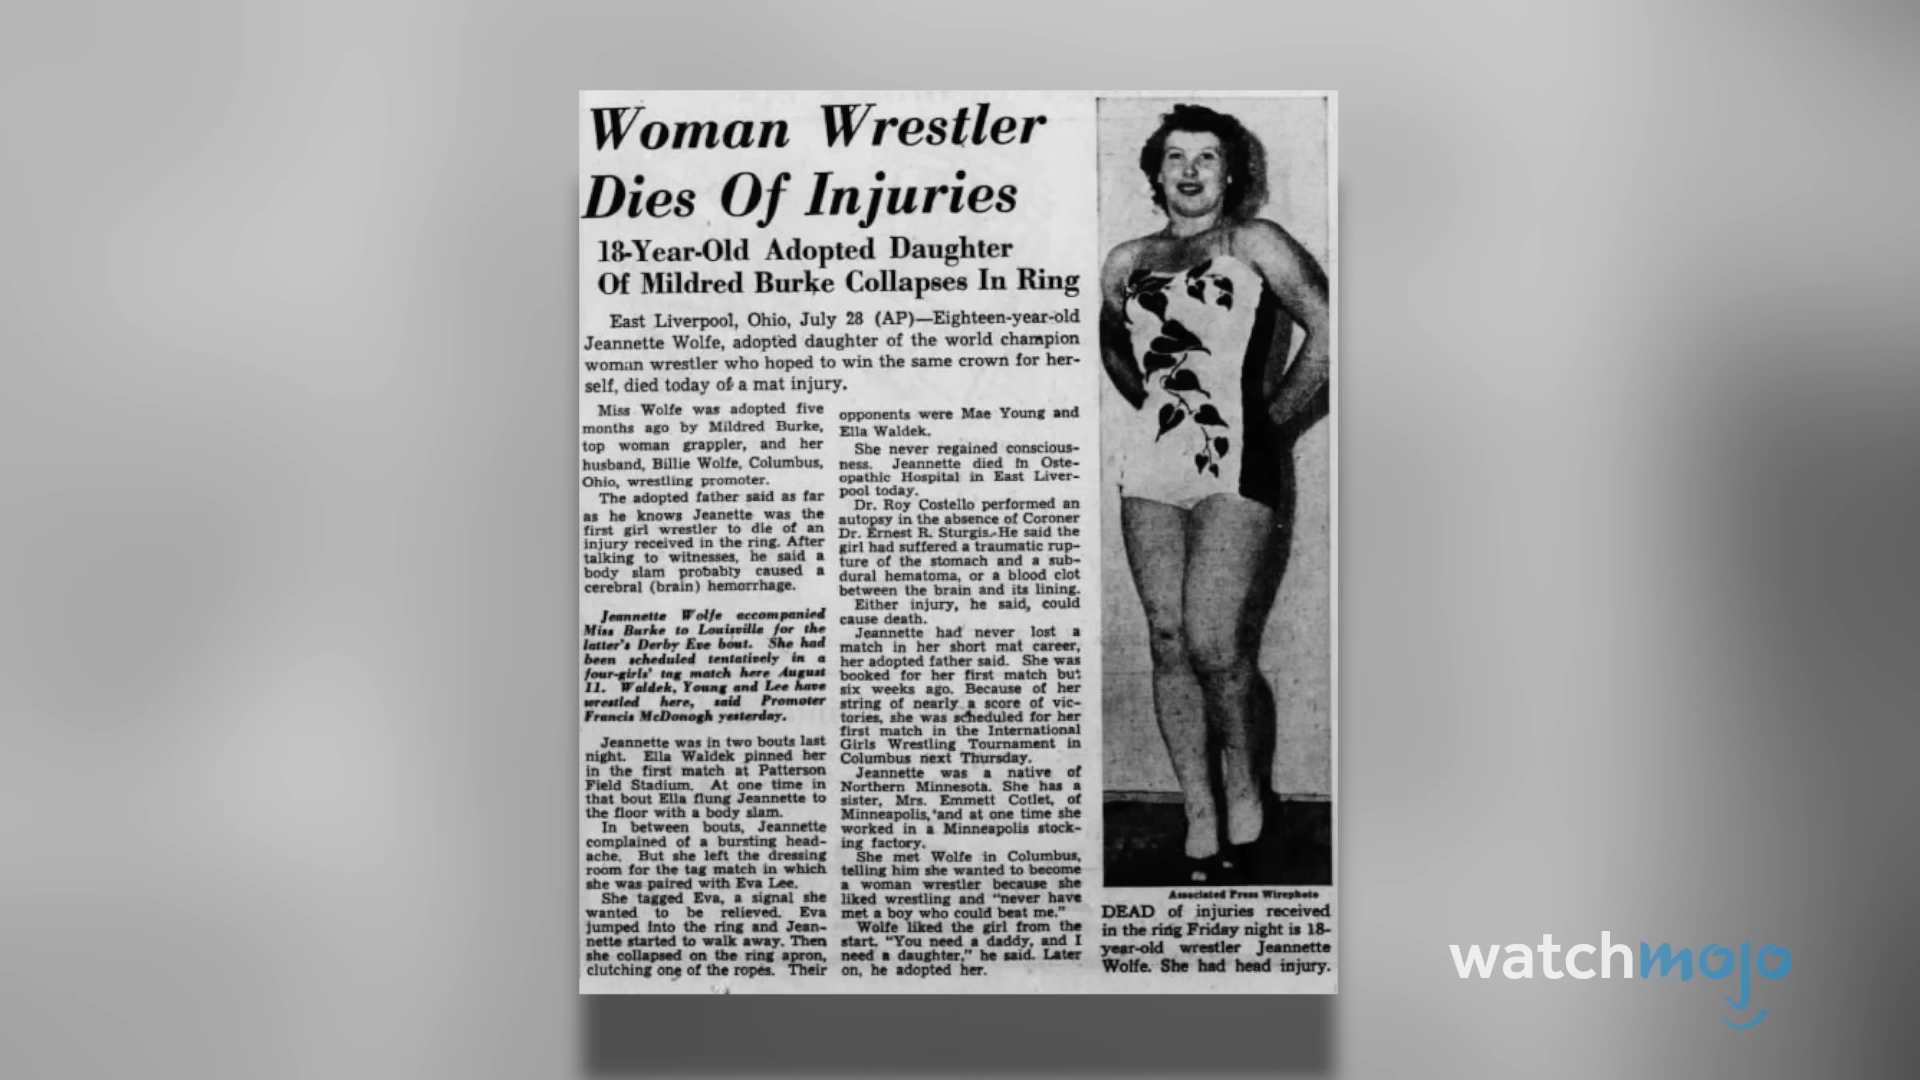 Woman Wrestler
Dies Of Injuries
18-Year-Old Adopted Daughter
Of Mildred Burke Collapses In Ring
East Liverpool, Ohio, July 28 (AP)—Eighteen-year-old
Jeannette Wolfe, adopted daughter of the world champion
woman wrestler who hoped to win the same crown for her-
self, died today of a mat injury.
Miss Wolfe was adopted five
months ago by Mildred Burke,
top woman grappler, and her
husband, Billie Wolfe, Columbus,
Ohio, wrestling promoter.
The adopted father said as far
as he knows Jeanette was the
first girl wrestler to die of an
injury received in the ring. After
talking to witnesses, he said a
body slam probably caused a
cerebral (brain) hemorrhage.
Jeannette Wolfe accompanied
Miss Burke to Louisville for the
latter's Derby Eve bout. She had
been scheduled tentatively in a
four-girls' tag match here August
11. Waldek, Young and Lee have
wrestled here, said Promoter
Francis McDonogh yesterday.
Jeannette was in two bouts last
night. Ella Waldek pinned her
in the first match at Patterson
Field Stadium. At one time in
that bout Ella flung Jeannette to
the floor with a body slam.
In between bouts, Jeannette
complained of a bursting head-
ache. But she left the dressing
room for the tag match in which
she was paired with Eva Lee.
She tagged Eva, a signal she
wanted to be relieved. Eva
jumped into the ring and Jean-
nette started to walk away. Then
she collapsed on the ring apron,
clutching one of the ropes. Their
opponents were Mae Young and
Ella Waldek.
She never regained conscious-
ness. Jeannette died in Oste-
opathic Hospital in East Liver-
pool today.
Dr. Roy Costello performed an
autopsy in the absence of Coroner
Dr. Ernest R. Sturgis. He said the
girl had suffered a traumatic rup-
ture of the stomach and a sub-
dural hematoma, or a blood clot
between the brain and its lining.
Either injury, he said, could
cause death.
Jeannette had never lost a
match in her short mat career,
her adopted father said. She was
booked for her first match but
six weeks ago. Because of her
string of nearly a score of vic-
tories, she was scheduled for her
first match in the International
Girls Wrestling Tournament in
Columbus next Thursday.
Jeannette was a native of
Northern Minnesota. She has a
sister, Mrs. Emmett Cotlet, of
Minneapolis, and at one time she
worked in a Minneapolis stock-
ing factory.
She met Wolfe in Columbus,
telling him she wanted to become
a woman wrestler because she
liked wrestling and "never have
met a boy who could beat me."
Wolfe liked the girl from the
start. "You need a daddy, and I
need a daughter," he said. Later
on, he adopted her.
Associated Press Wirephoto
DEAD of injuries received
in the ring Friday night is 18-
year-old wrestler Jeannette
Wolfe. She had head injury.
watchmojo